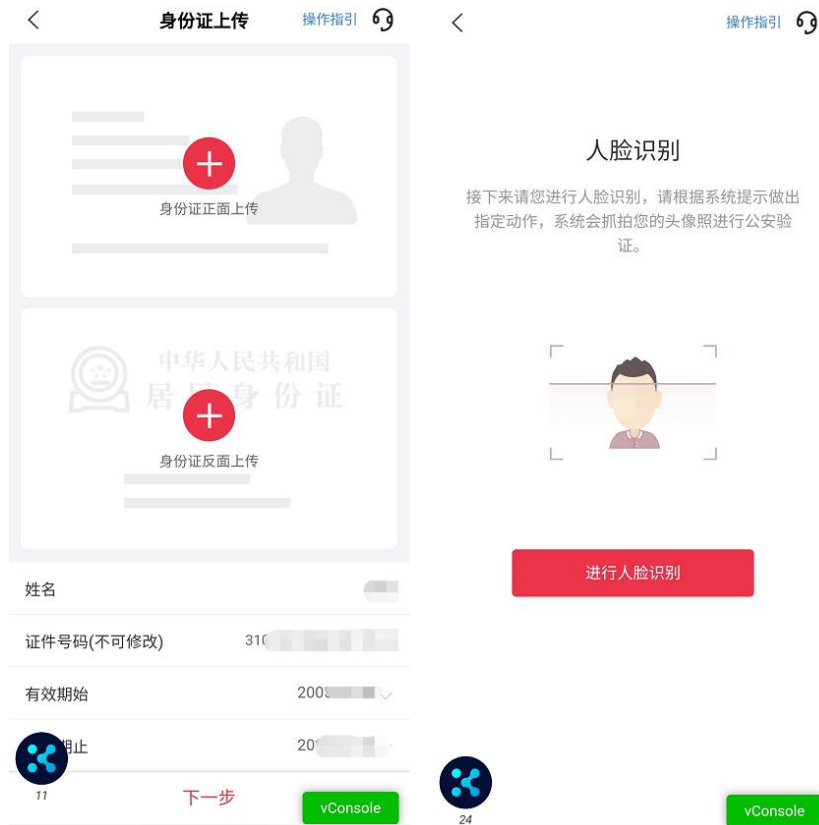 身份证上传
操作指引
身份证正面上传
中华人民共和国
居民身份证
身份证反面上传
姓名
证件号码(不可修改)
310
有效期始
200
期止
20
11
下一步
vConsole
操作指引
人脸识别
接下来请您进行人脸识别，请根据系统提示做出
指定动作，系统会抓拍您的头像照进行公安验
证。
进行人脸识别
24
vConsole